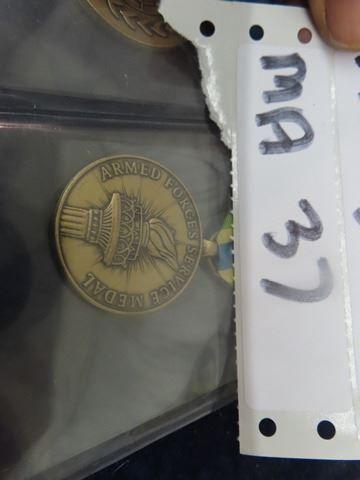 ARMED FORCES SERVICE MEDAL
MA 37